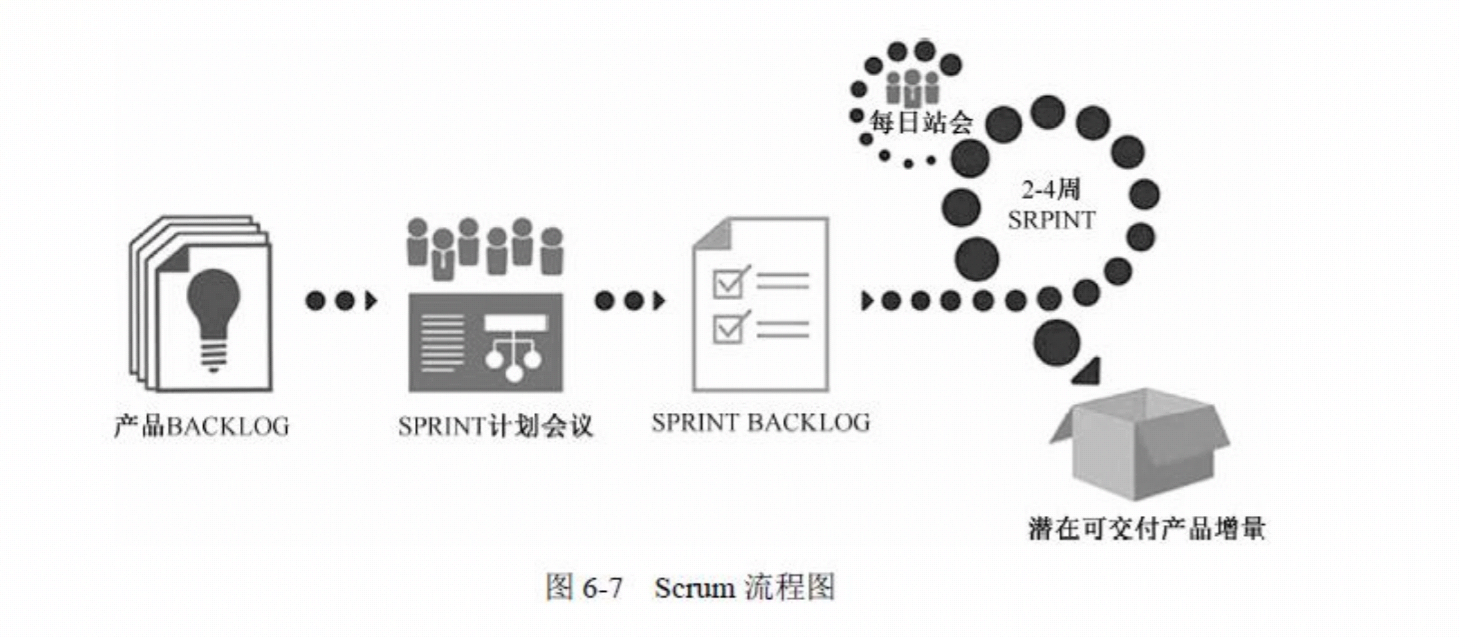 每日站会
2-4周
SRPINT
产品BACKLOG
SPRINT计划会议
SPRINT BACKLOG
潜在可交付产品增量
图 6-7 Scrum 流程图